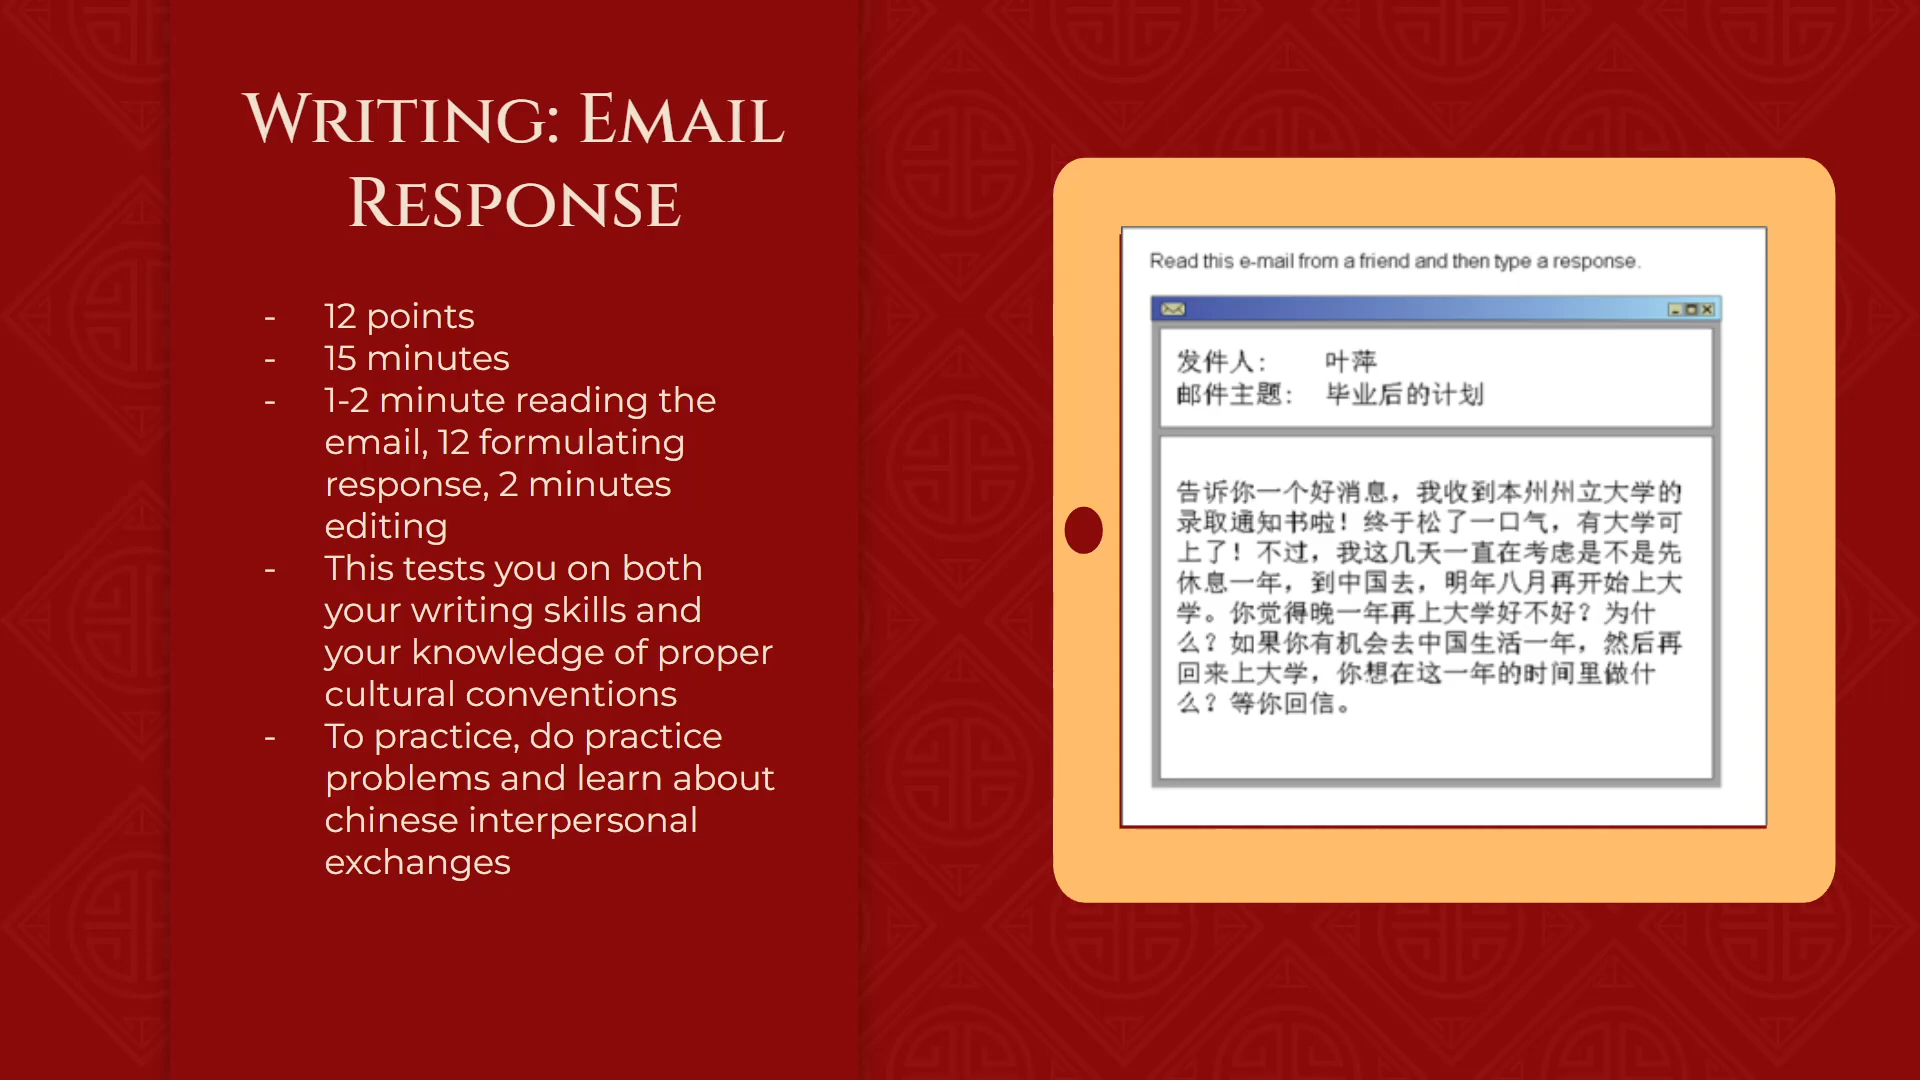 Writing: Email
Response
- 12 points
- 15 minutes
- 1-2 minute reading the
email, 12 formulating
response, 2 minutes
editing
- This tests you on both
your writing skills and
your knowledge of proper
cultural conventions
- To practice, do practice
problems and learn about
chinese interpersonal
exchanges
Read this e-mail from a friend and then type a response.
发件人: 叶萍
邮件主题: 毕业后的计划
告诉你一个好消息，我收到本州州立大学的
录取通知书啦！终于松了一口气，有大学可
上了！不过，我这几天一直在考虑是不是先
休息一年，到中国去，明年八月再开始上大
学。你觉得晚一年再上大学好不好？为什
么？如果你有机会去中国生活一年，然后再
回来上大学，你想在这一年的时间里做什
么？等你回信。